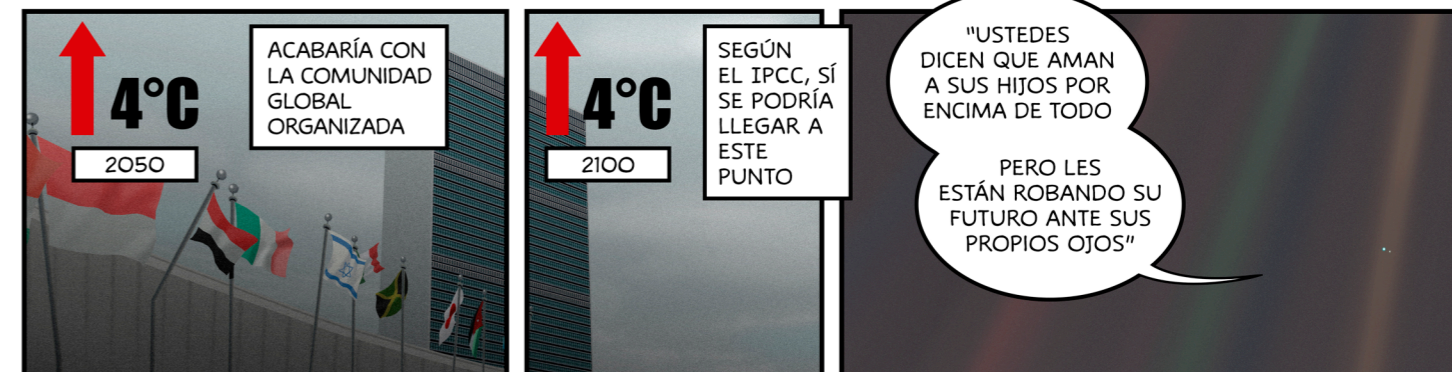 4°C
2050
ACABARÍA CON
LA COMUNIDAD
GLOBAL
ORGANIZADA
4°C
2100
SEGÚN
EL IPCC, SÍ
SE PODRÍA
LLEGAR A
ESTE
PUNTO
"USTEDES
DICEN QUE AMAN
A SUS HIJOS POR
ENCIMA DE TODO
PERO LES
ESTÁN ROBANDO SU
FUTURO ANTE SUS
PROPIOS OJOS"